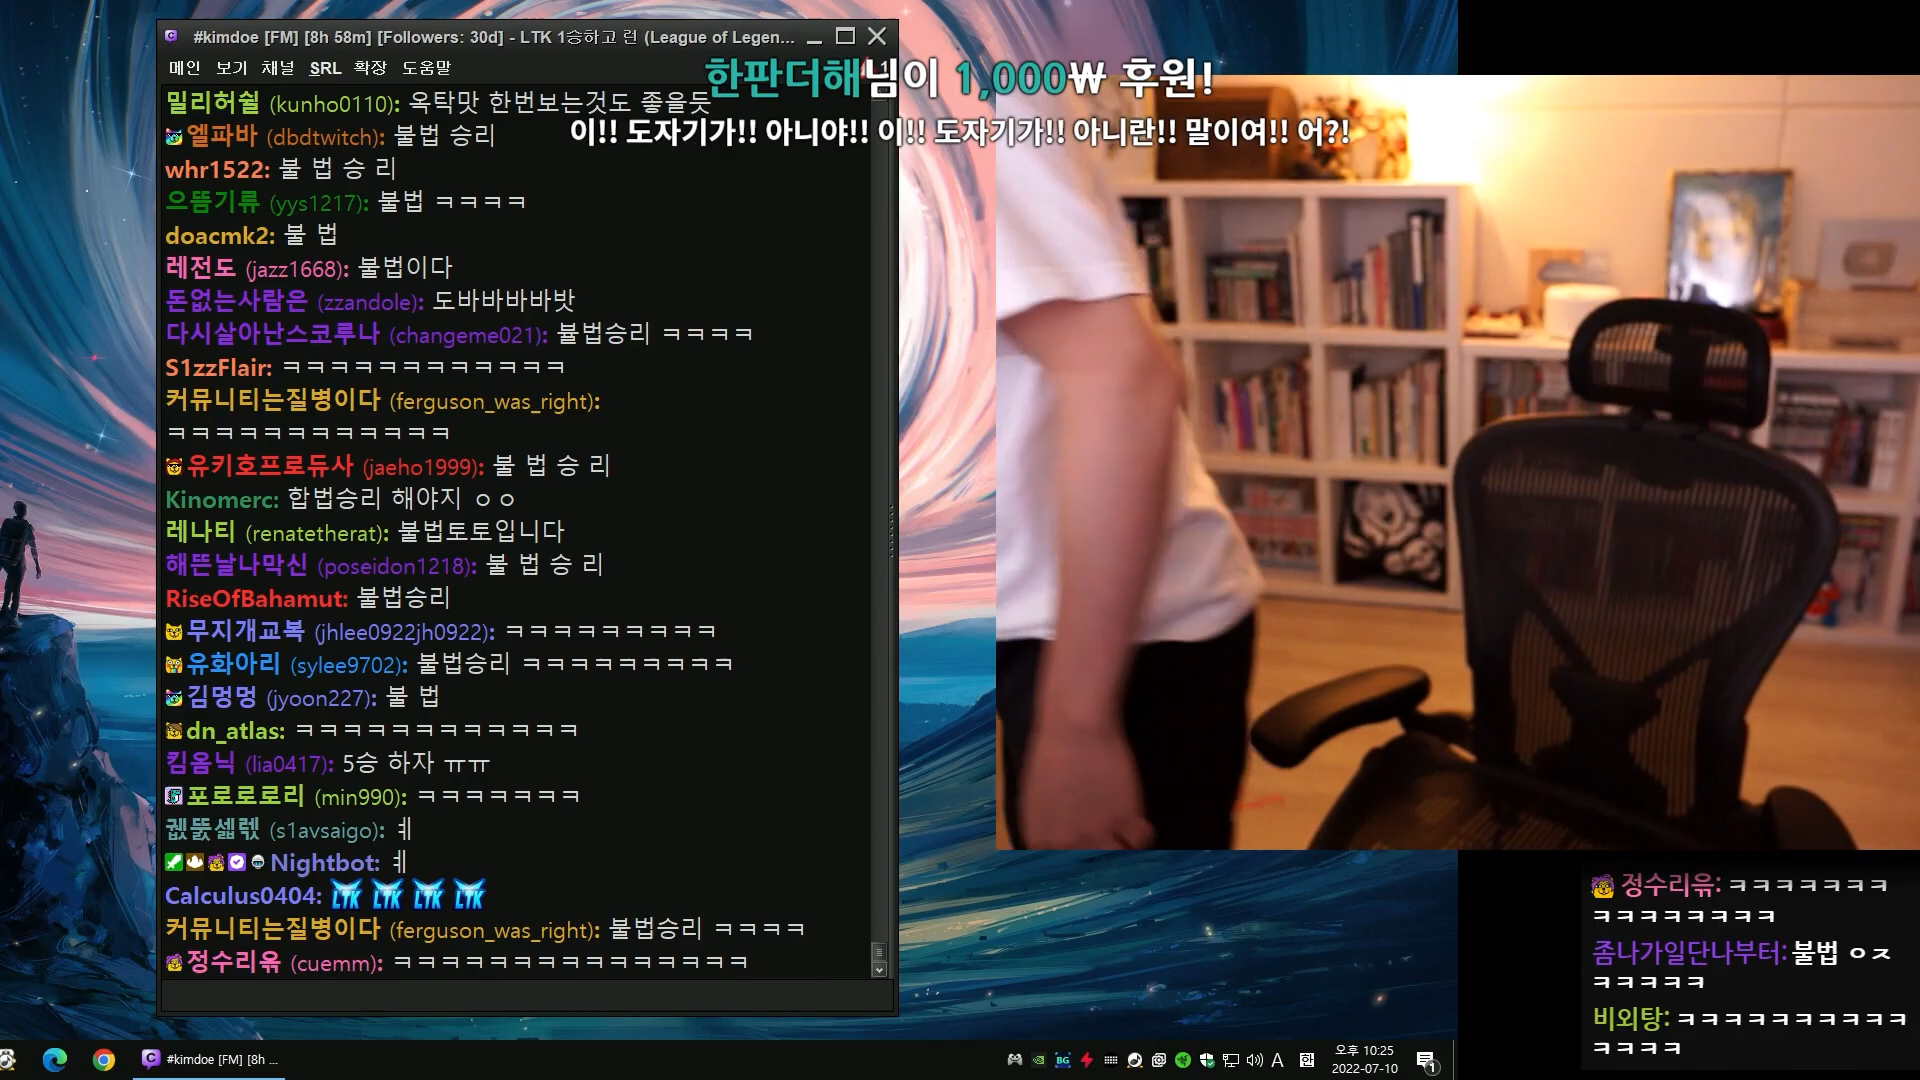 #kimdoe [FM] [8h 58m] [Followers: 30d] - LTK 1승하고 런 (League of Legen...
메인 보기 채널 SRL 확장 도움말
한판더해님이 1,000₩ 후원!
이!! 도자기가!! 아니야!! 이!! 도자기가!! 아니란!! 말이여!! 어?!
밀리허쉴 (kunho0110): 옥탁맛 한번보는것도 좋을듯
엘파바 (dbdtwitch): 불법 승리
whr1522: 불 법 승 리
으뜸기류 (yys1217): 불법 ㅋㅋㅋㅋ
doacmk2: 불 법
레전도 (jazz1668): 불법이다
돈없는사람은 (zzandole): 도바바바바밧
다시살아난스코루나 (changeme021): 뷸법승리 ㅋㅋㅋㅋ
S1zzFlair: ㅋㅋㅋㅋㅋㅋㅋㅋㅋㅋㅋㅋ
커뮤니티는질병이다 (ferguson_was_right):
ㅋㅋㅋㅋㅋㅋㅋㅋㅋㅋㅋㅋ
유키호프로듀사 (jaeho1999): 불 법 승 리
Kinomerc: 합법승리 해야지 ㅇㅇ
레나티 (renatetherat): 불법토토입니다
해뜬날나막신 (poseidon1218): 불 법 승 리
RiseOfBahamut: 불법승리
무지개교복 (jhlee0922jh0922): ㅋㅋㅋㅋㅋㅋㅋㅋㅋ
유화아리 (sylee9702): 불법승리 ㅋㅋㅋㅋㅋㅋㅋㅋㅋ
김멍멍 (jyoon227): 불 법
dn_atlas: ㅋㅋㅋㅋㅋㅋㅋㅋㅋㅋㅋㅋ
킴옴닉 (lia0417): 5승 하자 ㅠㅠ
포로로로리 (min990): ㅋㅋㅋㅋㅋㅋㅋ
(s1avsaigo):
Nightbot:
Calculus0404: LTK LTK LTK LTK
커뮤니티는질병이다 (ferguson_was_right): 불법승리 ㅋㅋㅋㅋ
정수리윾 (cuemm): ㅋㅋㅋㅋㅋㅋㅋㅋㅋㅋㅋㅋㅋㅋㅋ
정수리윾: ㅋㅋㅋㅋㅋㅋㅋ
ㅋㅋㅋㅋㅋㅋㅋㅋ
좀나가일단나부터: 불법 ㅇㅈ
ㅋㅋㅋㅋㅋ
비외탕: ㅋㅋㅋㅋㅋㅋㅋㅋㅋㅋ
ㅋㅋㅋㅋ
#kimdoe [FM] [8h ...
BG
A
한
오후 10:25
2022-07-10
1